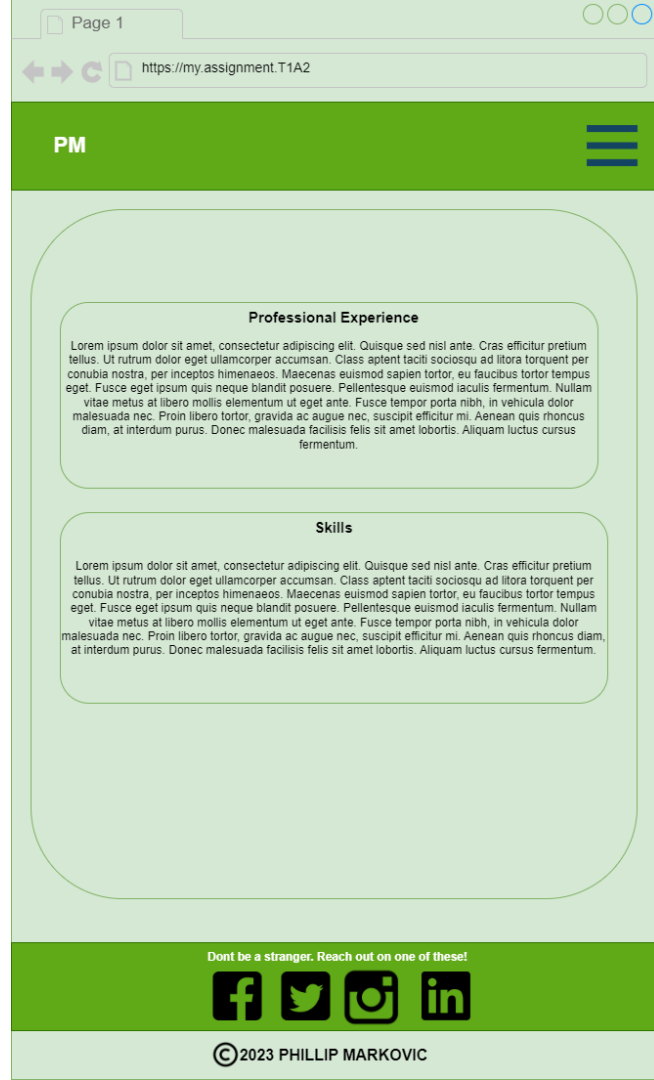 Page 1
https://my.assignment.T1A2
PM
Professional Experience
Lorem ipsum dolor sit amet, consectetur adipiscing elit. Quisque sed nisl ante. Cras efficitur pretium
tellus. Ut rutrum dolor eget ullamcorper accumsan. Class aptent taciti sociosqu ad litora torquent per
conubia nostra, per inceptos himenaeos. Maecenas euismod sapien tortor, eu faucibus tortor tempus
eget. Fusce eget ipsum quis neque blandit posuere. Pellentesque euismod iaculis fermentum. Nullam
vitae metus at libero mollis elementum ut eget ante. Fusce tempor porta nibh, in vehicula dolor
malesuada nec. Proin libero tortor, gravida ac augue nec, suscipit efficitur mi. Aenean quis rhoncus
diam, at interdum purus. Donec malesuada facilisis felis sit amet lobortis. Aliquam luctus cursus
fermentum.
Skills
Lorem ipsum dolor sit amet, consectetur adipiscing elit. Quisque sed nisl ante. Cras efficitur pretium
tellus. Ut rutrum dolor eget ullamcorper accumsan. Class aptent taciti sociosqu ad litora torquent per
conubia nostra, per inceptos himenaeos. Maecenas euismod sapien tortor, eu faucibus tortor tempus
eget. Fusce eget ipsum quis neque blandit posuere. Pellentesque euismod iaculis fermentum. Nullam
vitae metus at libero mollis elementum ut eget ante. Fusce tempor porta nibh, in vehicula dolor
malesuada nec. Proin libero tortor, gravida ac augue nec, suscipit efficitur mi. Aenean quis rhoncus diam,
at interdum purus. Donec malesuada facilisis felis sit amet lobortis. Aliquam luctus cursus fermentum.
Dont be a stranger. Reach out on one of these!
©2023 PHILLIP MARKOVIC